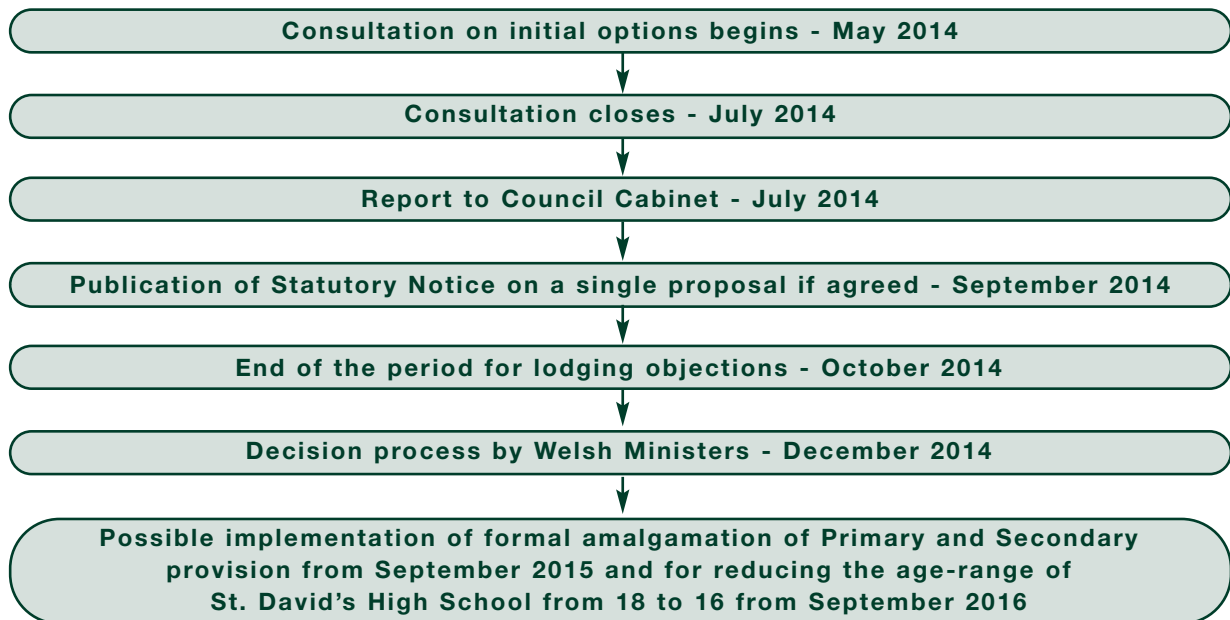 Consultation on initial options begins - May 2014
Consultation closes - July 2014
Report to Council Cabinet - July 2014
Publication of Statutory Notice on a single proposal if agreed - September 2014
End of the period for lodging objections - October 2014
Decision process by Welsh Ministers - December 2014
Possible implementation of formal amalgamation of Primary and Secondary
provision from September 2015 and for reducing the age-range of
St. David's High School from 18 to 16 from September 2016